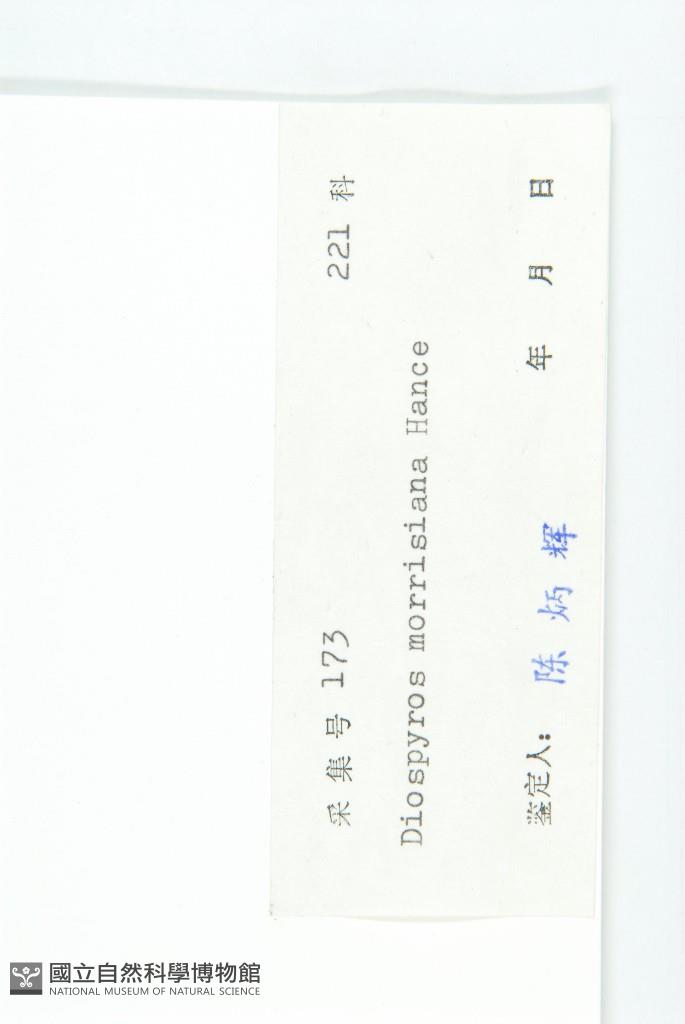 采集号 173 221 科
Diospyros morrisiana Hance
鉴定人: 陈炳辉 年 月 日
國立自然科學博物館
NATIONAL MUSEUM OF NATURAL SCIENCE